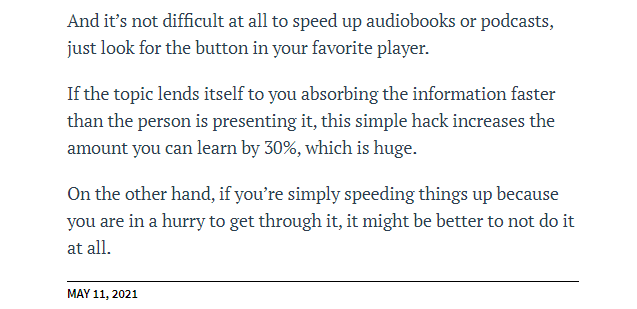 And it’s not difficult at all to speed up audiobooks or podcasts,
just look for the button in your favorite player.
If the topic lends itself to you absorbing the information faster
than the person is presenting it, this simple hack increases the
amount you can learn by 30%, which is huge.
On the other hand, if you’re simply speeding things up because
you are in a hurry to get through it, it might be better to not do it
at all.
MAY 11, 2021